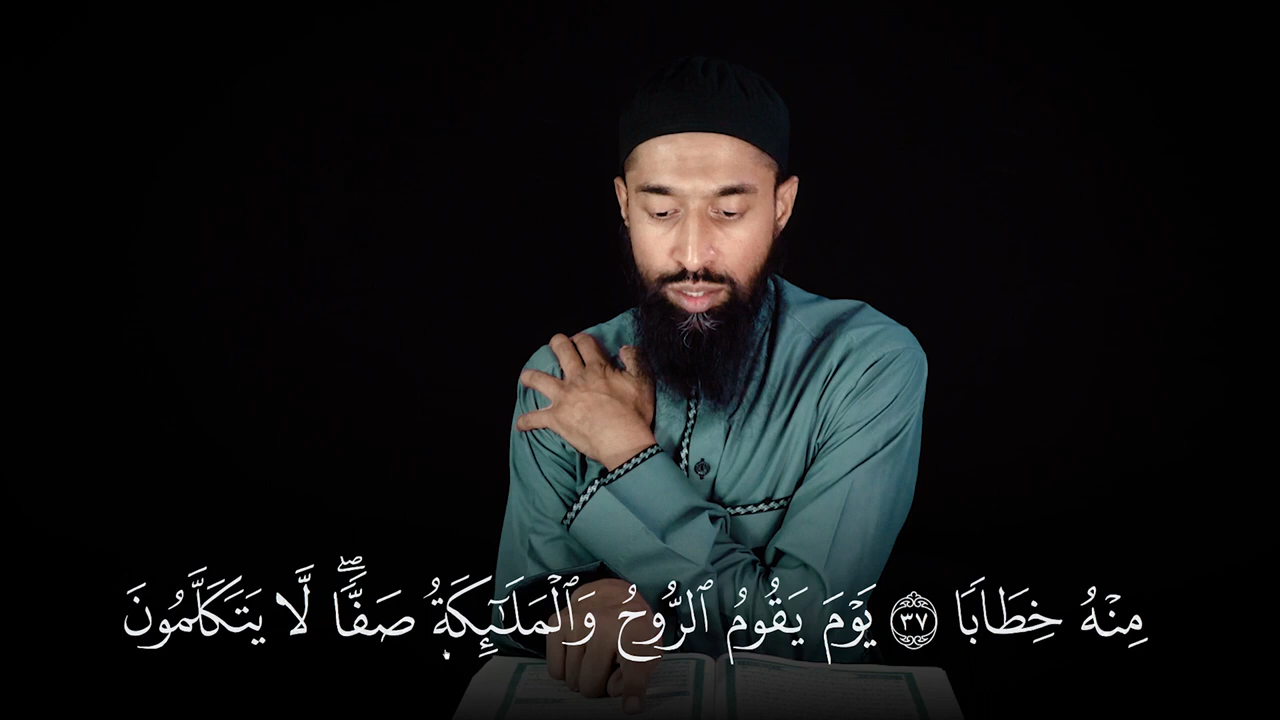 مِنۡهُ خِطَابٗا ٣٧ يَوۡمَ يَقُومُ ٱلرُّوحُ وَٱلۡمَلَٰٓئِكَةُ صَفّٗاۖ لَّا يَتَكَلَّمُونَ